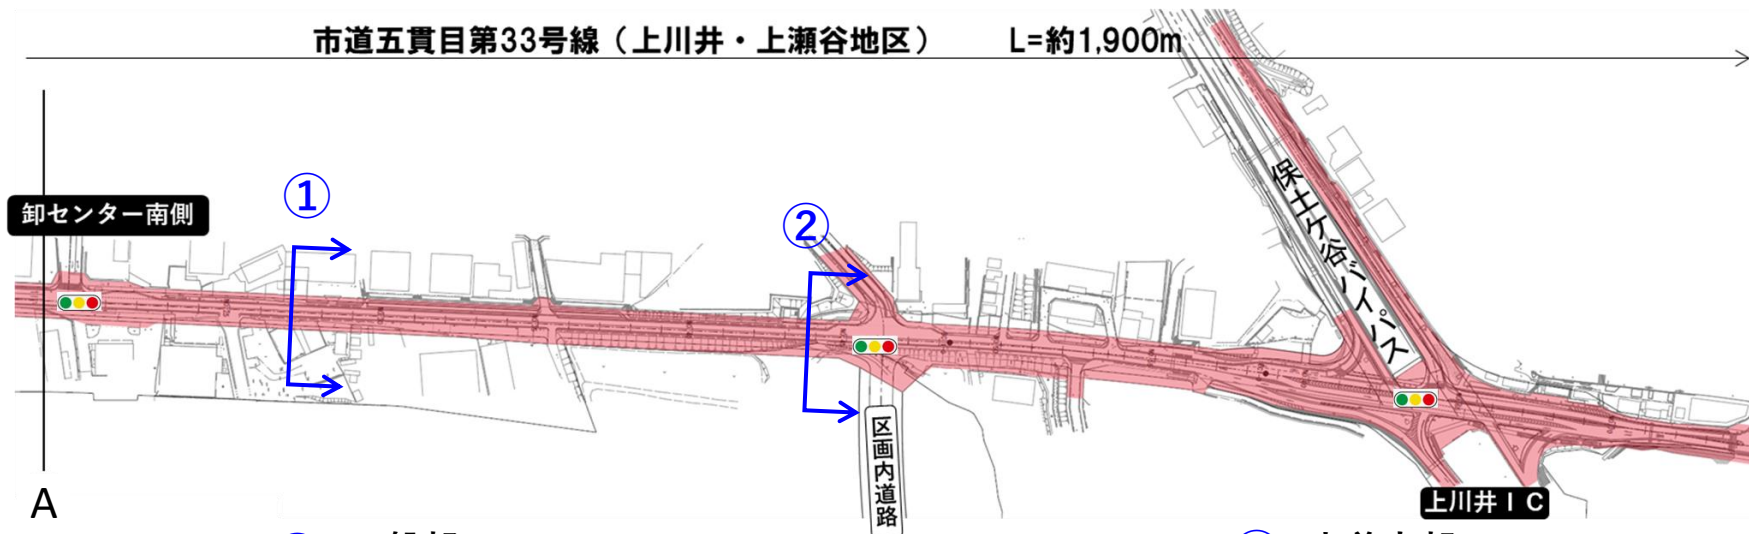 市道五貫目第33号線（上川井・上瀬谷地区） L=約1,900m
卸センター南側
①
②
保土ケ谷バイパス
区画内道路
上川井ＩＣ
A